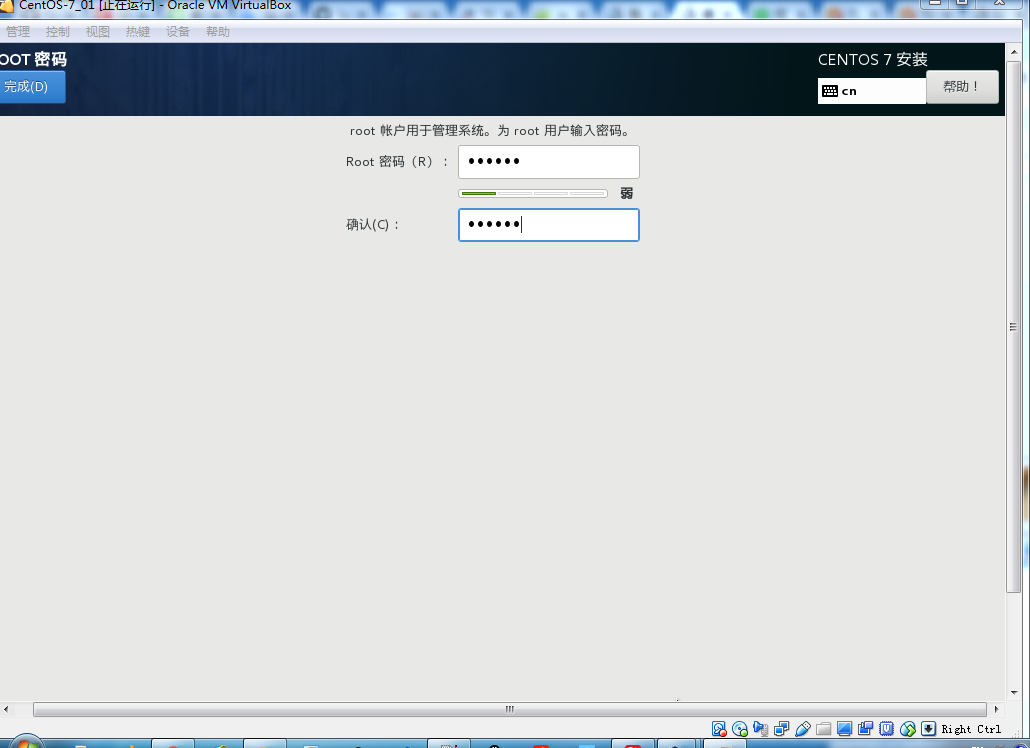 CentOS-7_01 [正在运行] - Oracle VM VirtualBox
管理 控制 视图 热键 设备 帮助
OOT 密码
CENTOS 7 安装
完成(D)
cn
帮助！
root 帐户用于管理系统。为 root 用户输入密码。
Root 密码（R）：
弱
确认(C)：
Right Ctrl